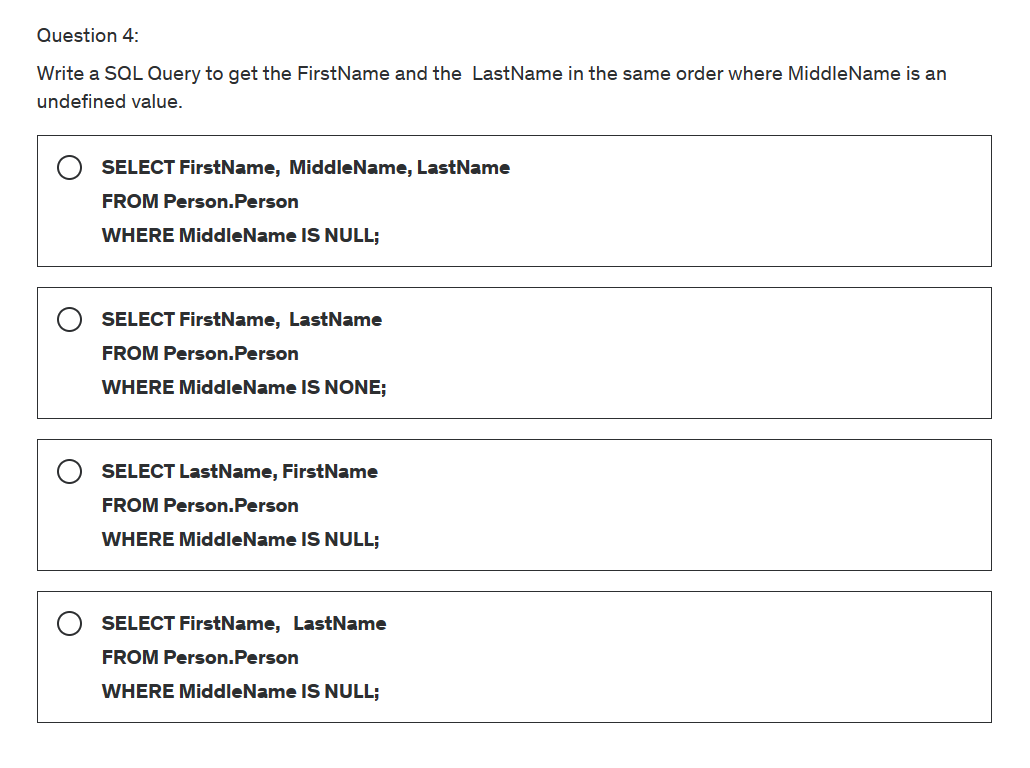 Question 4:
Write a SQL Query to get the FirstName and the  LastName in the same order where MiddleName is an
undefined value.
SELECT FirstName,  MiddleName, LastName
FROM Person.Person
WHERE MiddleName IS NULL;
SELECT FirstName,  LastName
FROM Person.Person
WHERE MiddleName IS NONE;
SELECT LastName, FirstName
FROM Person.Person
WHERE MiddleName IS NULL;
SELECT FirstName,   LastName
FROM Person.Person
WHERE MiddleName IS NULL;